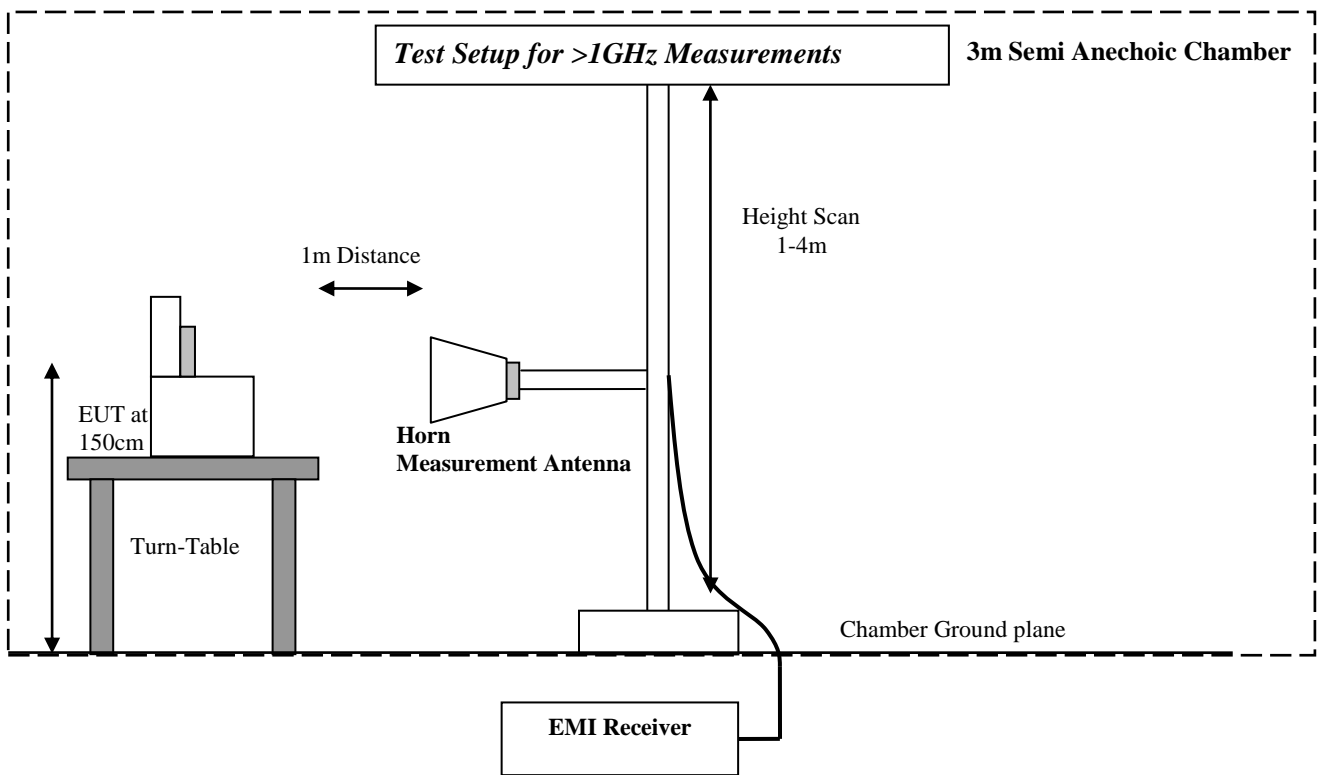 Test Setup for >1GHz Measurements
3m Semi Anechoic Chamber
Height Scan
1-4m
1m Distance
EUT at
150cm
Horn
Measurement Antenna
Turn-Table
Chamber Ground plane
EMI Receiver